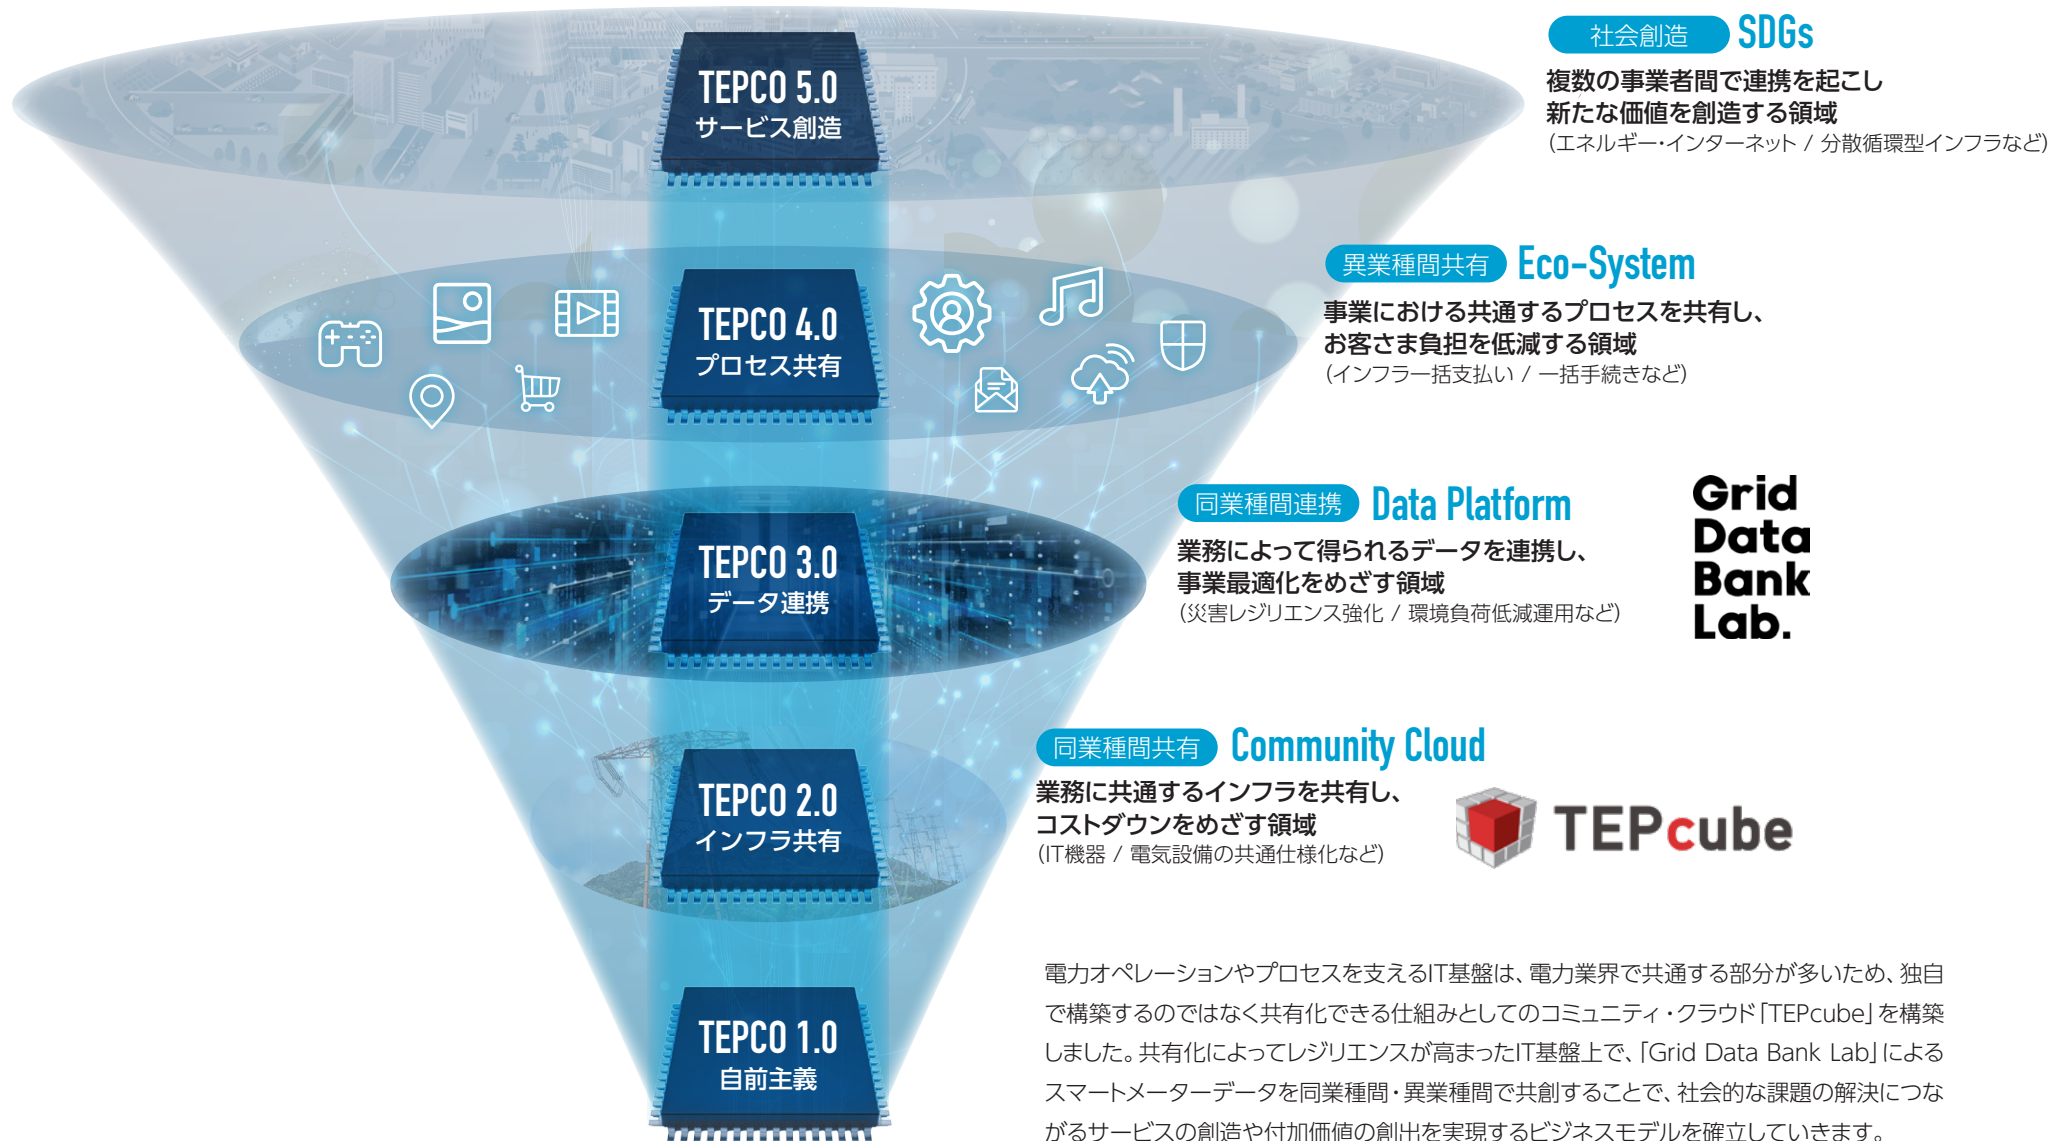 TEPCO 5.0
サービス創造
社会創造 SDGs
複数の事業者間で連携を起こし
新たな価値を創造する領域
(エネルギー・インターネット / 分散循環型インフラなど)
TEPCO 4.0
プロセス共有
異業種間共有 Eco-System
事業における共通するプロセスを共有し、
お客さま負担を低減する領域
(インフラ一括支払い / 一括手続きなど)
TEPCO 3.0
データ連携
同業種間連携 Data Platform
業務によって得られるデータを連携し、
事業最適化をめざす領域
(災害レジリエンス強化 / 環境負荷低減運用など)
Grid
Data
Bank
Lab.
TEPCO 2.0
インフラ共有
同業種間共有 Community Cloud
業務に共通するインフラを共有し、
コストダウンをめざす領域
(IT機器 / 電気設備の共通仕様化など)
TEPcube
TEPCO 1.0
自前主義
電力オペレーションやプロセスを支えるIT基盤は、電力業界で共通する部分が多いため、独自
で構築するのではなく共有化できる仕組みとしてのコミュニティ・クラウド「TEPcube」を構築
しました。共有化によってレジリエンスが高まったIT基盤上で、「Grid Data Bank Lab」による
スマートメーターデータを同業種間・異業種間で共創することで、社会的な課題の解決につな
がるサービスの創造や付加価値の創出を実現するビジネスモデルを確立していきます。